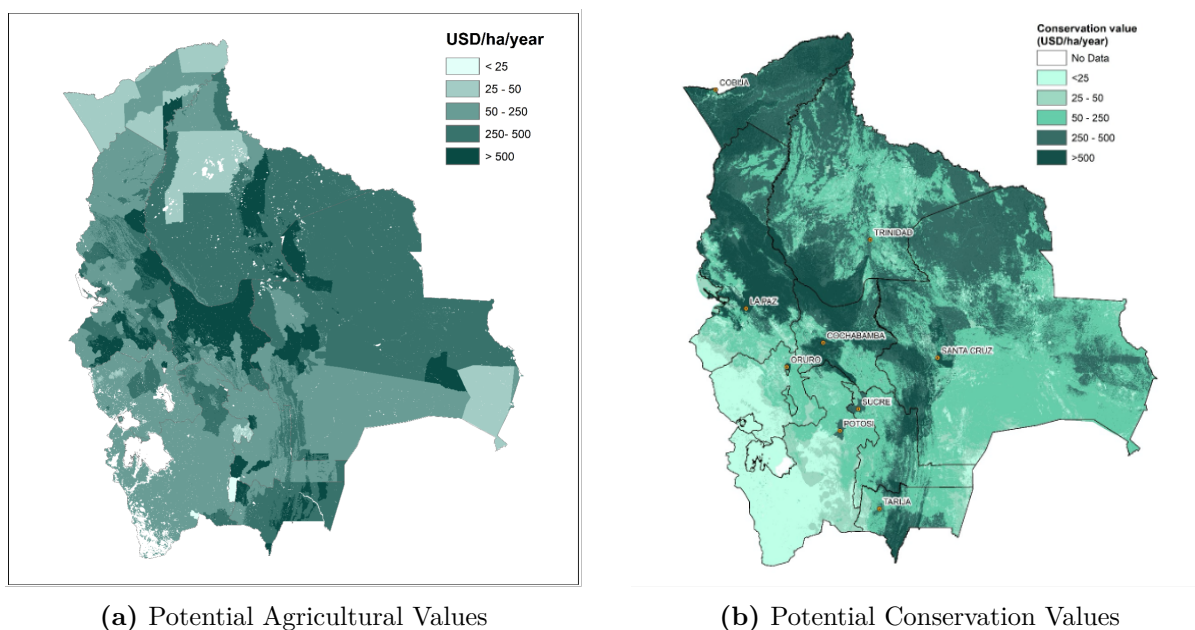 USD/ha/year
< 25
25 - 50
50 - 250
250- 500
> 500
Conservation value
(USD/ha/year)
No Data
<25
25 - 50
50 - 250
250 - 500
>500
COBIJA
TRINIDAD
LA PAZ
COCHABAMBA
ORURO
SANTA CRUZ
SUCRE
POTOSI
TARIJA
(a) Potential Agricultural Values
(b) Potential Conservation Values